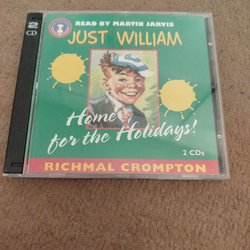 2
CD
READ BY MARTIN JARVIS
JUST WILLIAM
Home
for the Holidays!
2 CDs
RICHMAL CROMPTON